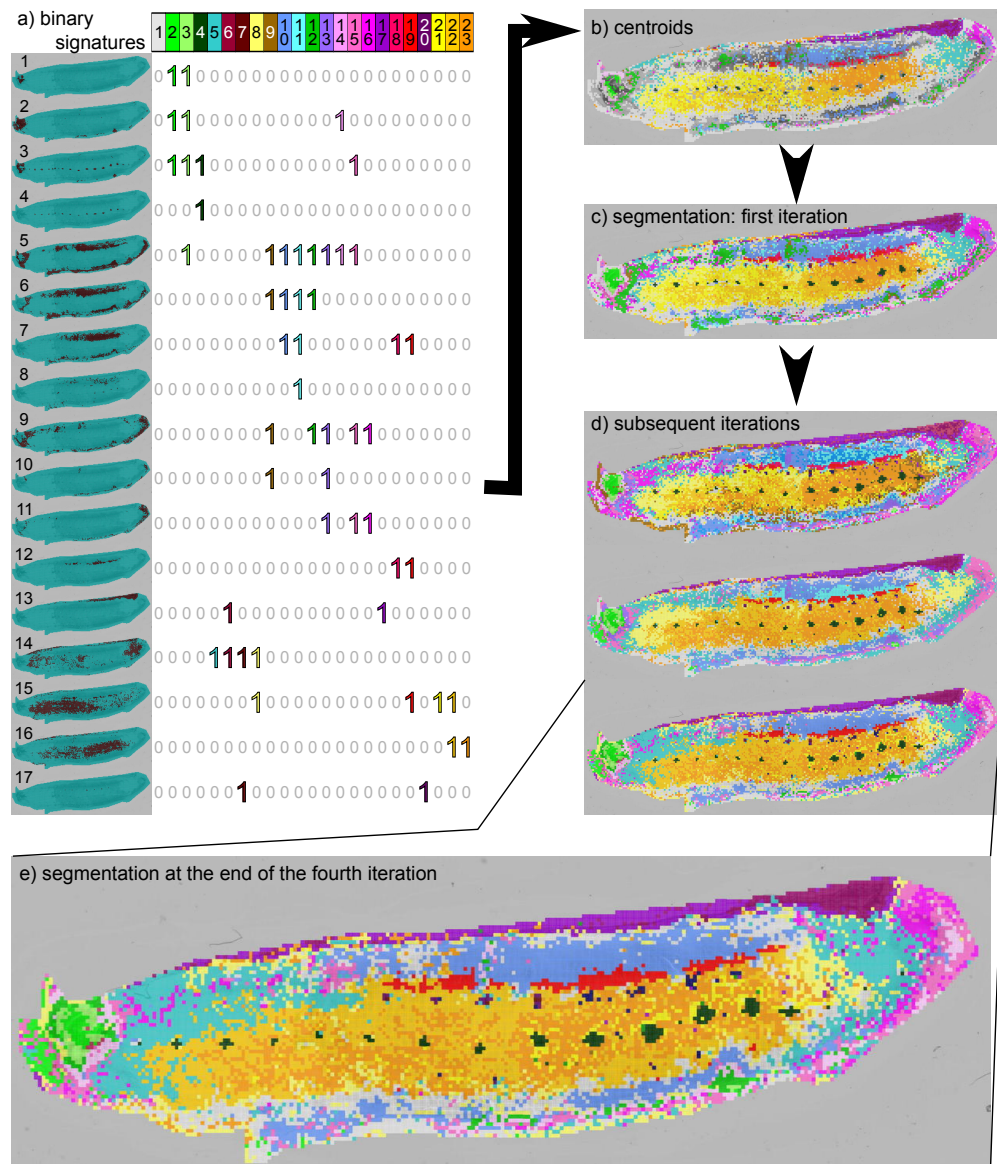 a) binary
signatures
1 2 3 4 5 6 7 8 9 10 11 12 13 14 15 16 17 18 19 20 21 22 23
1 0 1 1 0 0 0 0 0 0 0 0 0 0 0 0 0 0 0 0 0 0 0 0
2 0 1 1 0 0 0 0 0 0 0 0 0 0 1 0 0 0 0 0 0 0 0 0
3 0 1 1 1 0 0 0 0 0 0 0 0 0 0 1 0 0 0 0 0 0 0 0
4 0 0 0 1 0 0 0 0 0 0 0 0 0 0 0 0 0 0 0 0 0 0 0
5 0 0 1 0 0 0 0 0 1 1 1 1 1 1 1 0 0 0 0 0 0 0 0
6 0 0 0 0 0 0 0 0 1 1 1 1 0 0 0 0 0 0 0 0 0 0 0
7 0 0 0 0 0 0 0 0 0 1 1 0 0 0 0 0 0 1 1 0 0 0 0
8 0 0 0 0 0 0 0 0 0 0 1 0 0 0 0 0 0 0 0 0 0 0 0
9 0 0 0 0 0 0 0 0 1 0 0 1 1 0 1 1 0 0 0 0 0 0 0
10 0 0 0 0 0 0 0 0 1 0 0 0 1 0 0 0 0 0 0 0 0 0 0
11 0 0 0 0 0 0 0 0 0 0 0 0 1 0 1 1 0 0 0 0 0 0 0
12 0 0 0 0 0 0 0 0 0 0 0 0 0 0 0 0 0 1 1 0 0 0 0
13 0 0 0 0 0 1 0 0 0 0 0 0 0 0 0 0 1 0 0 0 0 0 0
14 0 0 0 0 1 1 1 1 0 0 0 0 0 0 0 0 0 0 0 0 0 0 0
15 0 0 0 0 0 0 0 1 0 0 0 0 0 0 0 0 0 0 1 0 1 1 0
16 0 0 0 0 0 0 0 0 0 0 0 0 0 0 0 0 0 0 0 0 0 1 1
17 0 0 0 0 0 0 1 0 0 0 0 0 0 0 0 0 0 0 0 1 0 0 0
b) centroids
c) segmentation: first iteration
d) subsequent iterations
e) segmentation at the end of the fourth iteration